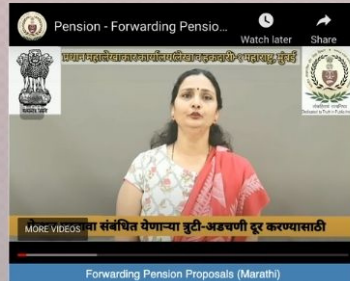 Pension - Forwarding Pensio...
Watch later
Share
प्रधान महालेखाकार कार्यालय(लेखा व हकदारी)-१ महाराष्ट्र, मुंबई
MORE VIDEOS
संबंधित येणाऱ्या त्रुटी-अडचणी दूर करण्यासाठी
Forwarding Pension Proposals (Marathi)